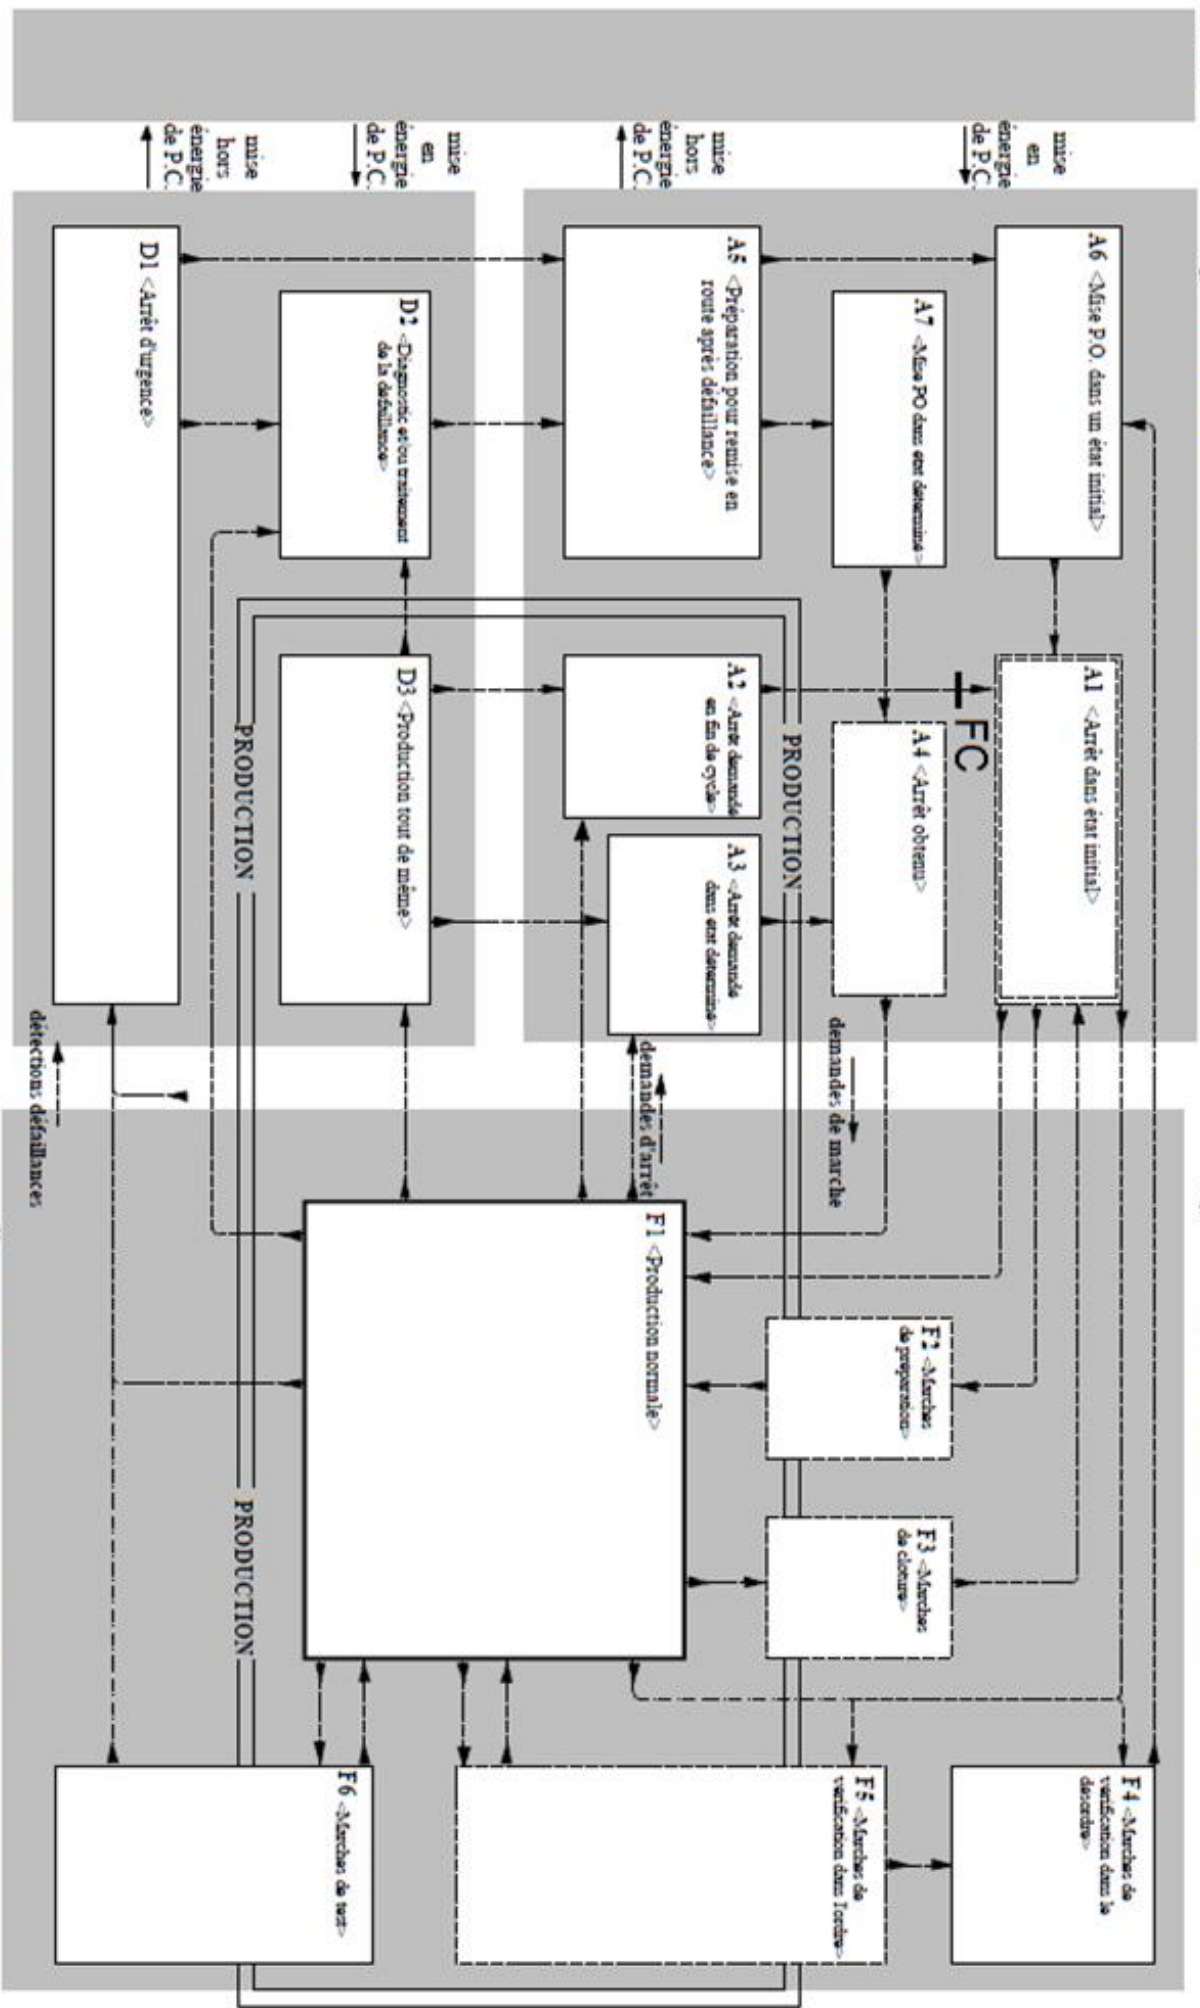 mise
en
énergie
de P.C.
A6 <Mise P.O. dans un état initial>
A1 <Arrêt dans état initial>
F4 <Marches de
vérification dans le
désordre>
FC
A7 <Mise PO dans état déterminé>
A4 <Arrêt obtenu>
F2 <Marches
de préparation>
F3 <Marches
de clôture>
demandes de marche
F5 <Marches de
vérification dans l'ordre>
PRODUCTION
mise
hors
énergie
de P.C.
A5 <Préparation pour remise en
route après défaillance>
A2 <Arrêt demandé
en fin de cycle>
A3 <Arrêt demandé
dans état déterminé>
demandes d'arrêt
F1 <Production normale>
mise
en
énergie
de P.C.
D2 <Diagnostic et/ou traitement
de la défaillance>
D3 <Production tout de même>
F6 <Marches de test>
PRODUCTION
PRODUCTION
mise
hors
énergie
de P.C.
D1 <Arrêt d'urgence>
détections défaillances